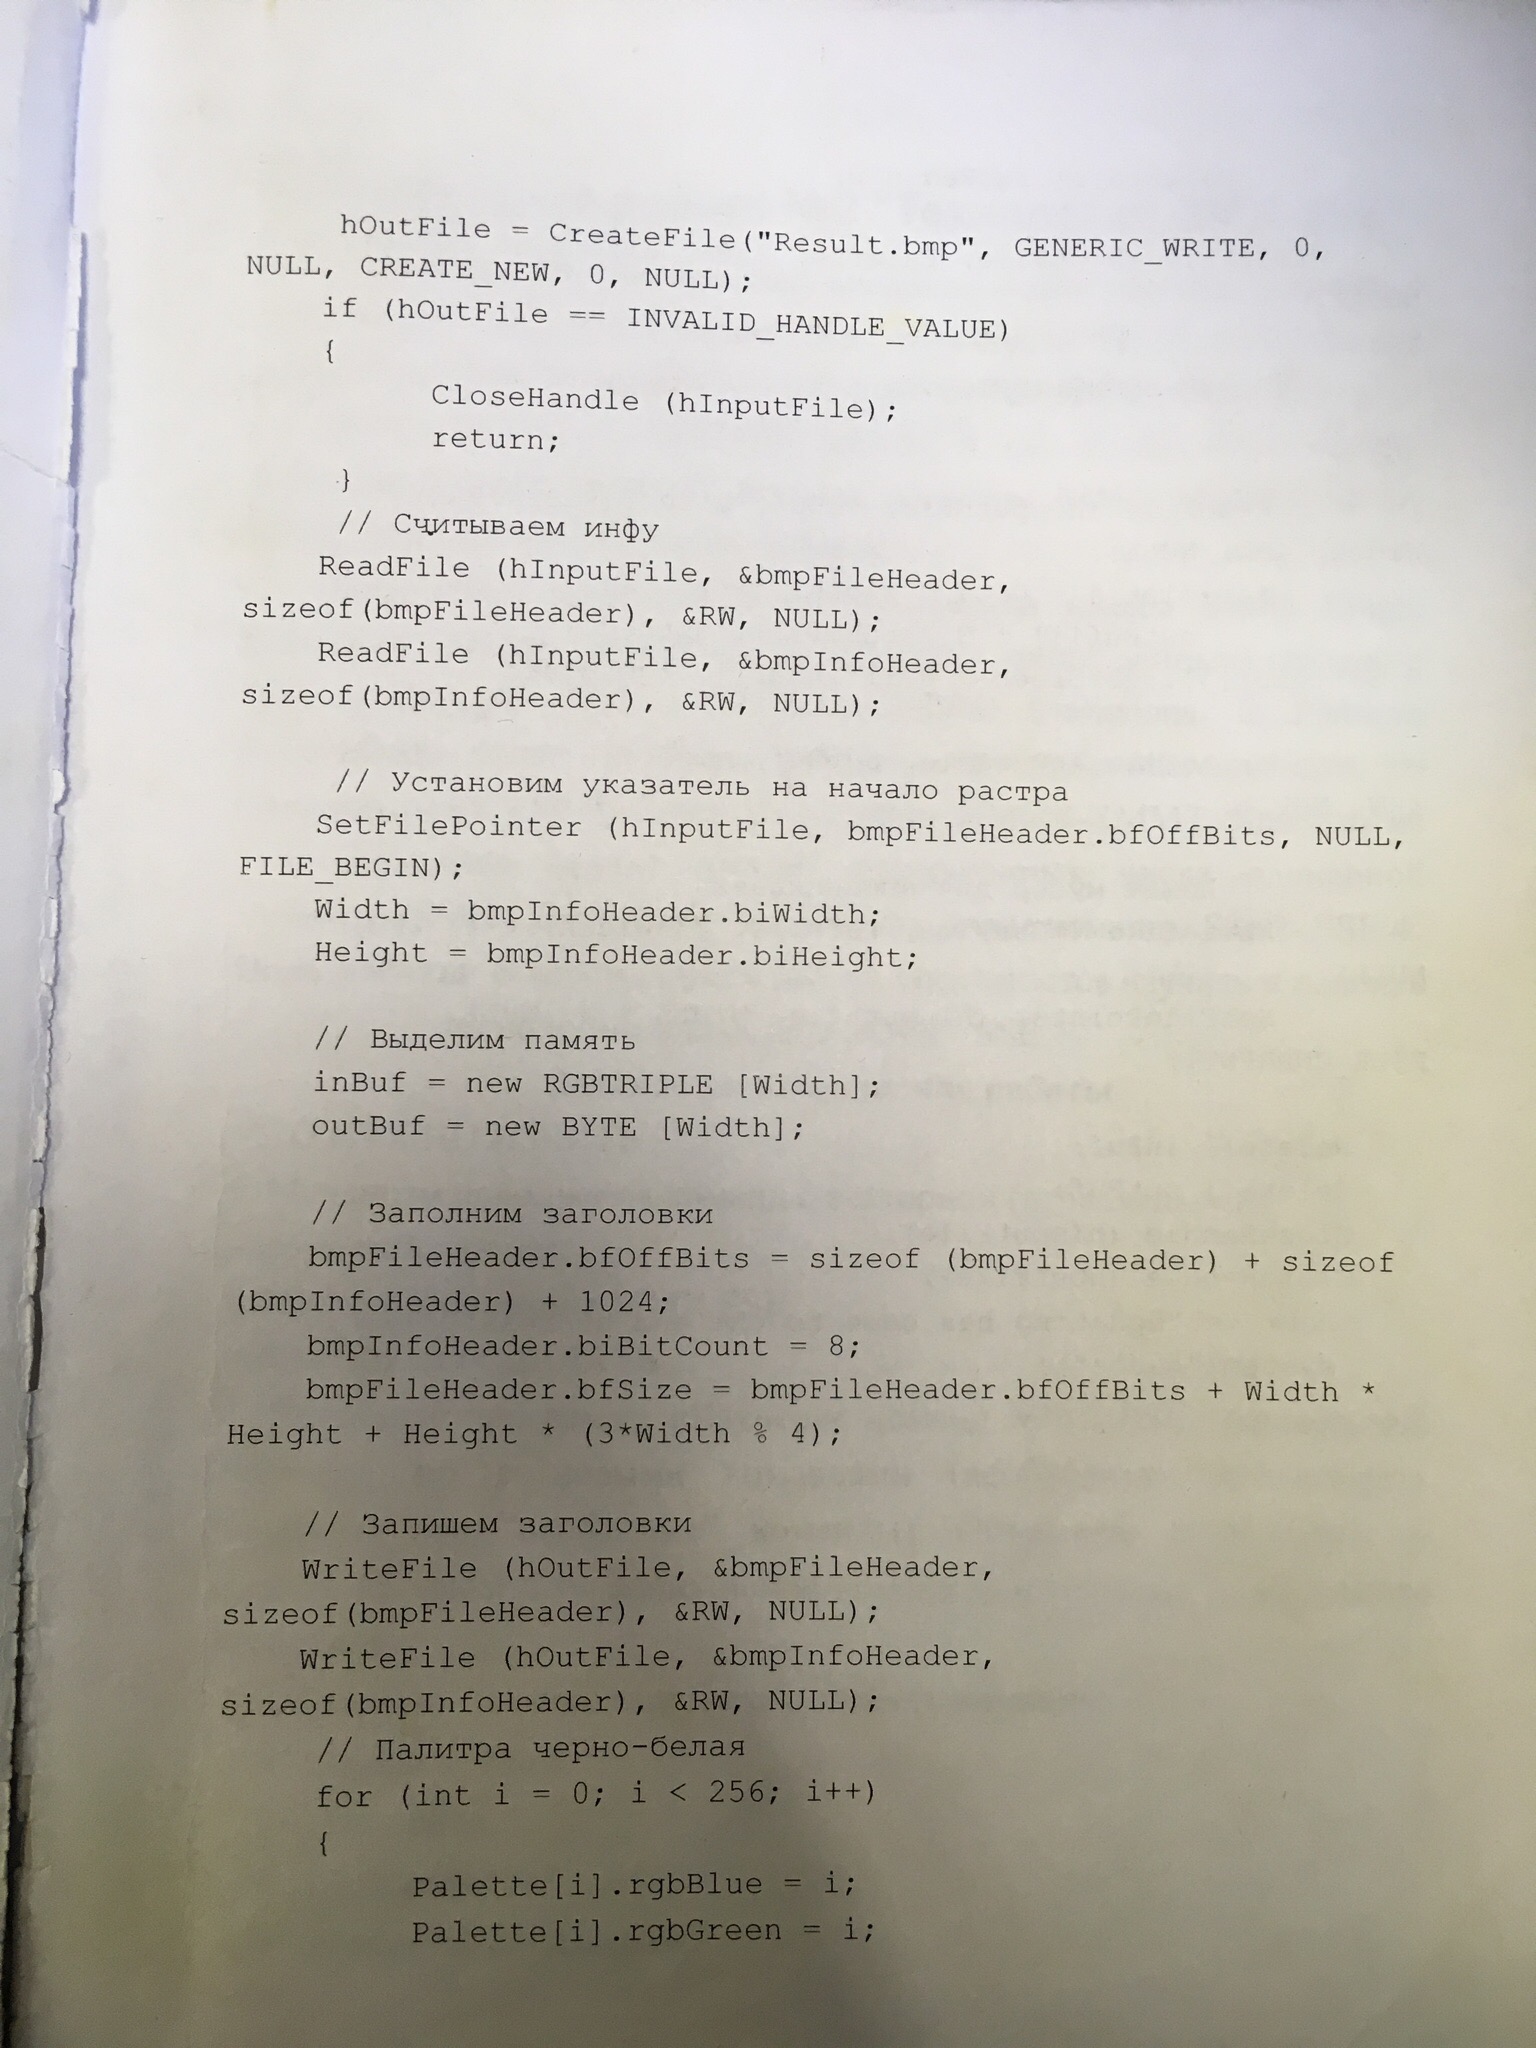 hOutFile = CreateFile("Result.bmp", GENERIC_WRITE, 0,
NULL, CREATE_NEW, 0, NULL);
if (hOutFile == INVALID_HANDLE_VALUE)
{
CloseHandle (hInputFile);
return;
}
// Считываем инфу
ReadFile (hInputFile, &bmpFileHeader,
sizeof(bmpFileHeader), &RW, NULL);
ReadFile (hInputFile, &bmpInfoHeader,
sizeof(bmpInfoHeader), &RW, NULL);
// Установим указатель на начало растра
SetFilePointer (hInputFile, bmpFileHeader.bfOffBits, NULL,
FILE_BEGIN);
Width = bmpInfoHeader.biWidth;
Height = bmpInfoHeader.biHeight;
// Выделим память
inBuf = new RGBTRIPLE [Width];
outBuf = new BYTE [Width];
// Заполним заголовки
bmpFileHeader.bfOffBits = sizeof (bmpFileHeader) + sizeof
(bmpInfoHeader) + 1024;
bmpInfoHeader.biBitCount = 8;
bmpFileHeader.bfSize = bmpFileHeader.bfOffBits + Width *
Height + Height * (3*Width % 4);
// Запишем заголовки
WriteFile (hOutFile, &bmpFileHeader,
sizeof(bmpFileHeader), &RW, NULL);
WriteFile (hOutFile, &bmpInfoHeader,
sizeof(bmpInfoHeader), &RW, NULL);
// Палитра черно-белая
for (int i = 0; i < 256; i++)
{
Palette[i].rgbBlue = i;
Palette[i].rgbGreen = i;